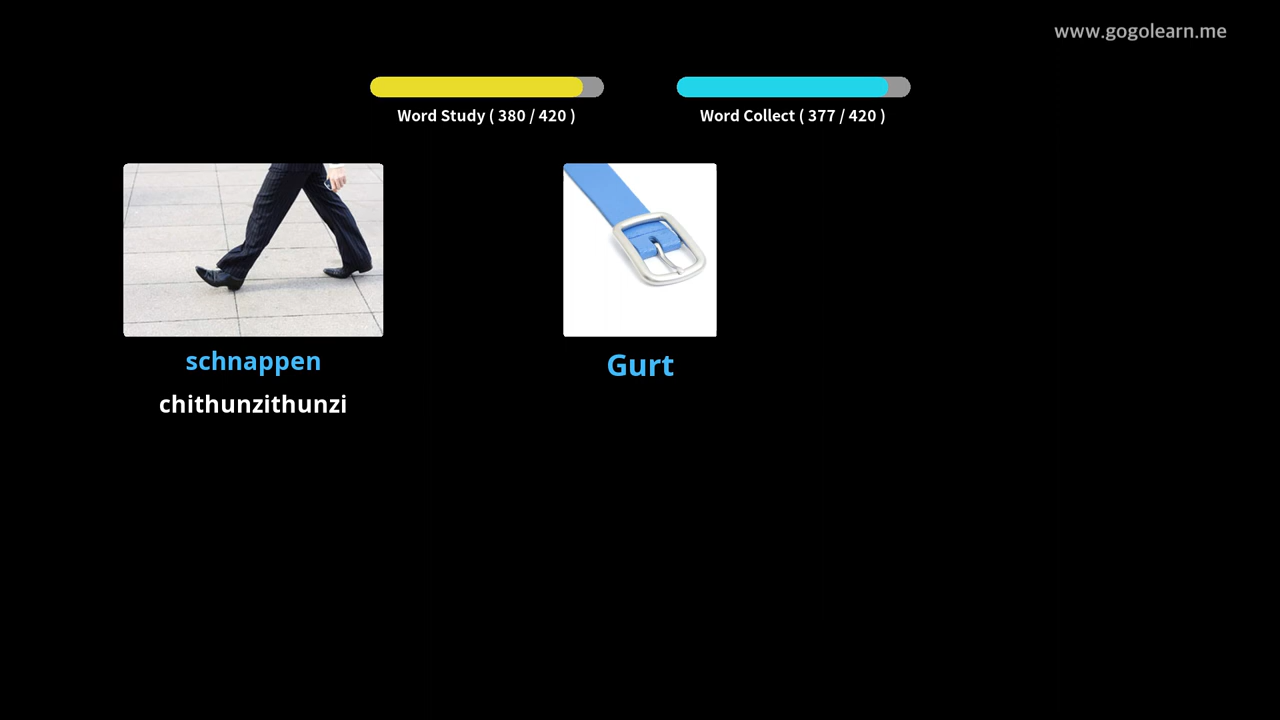 www.gogolearn.me
Word Study ( 380 / 420 )
Word Collect ( 377 / 420 )
schnappen
chithunzithunzi
Gurt